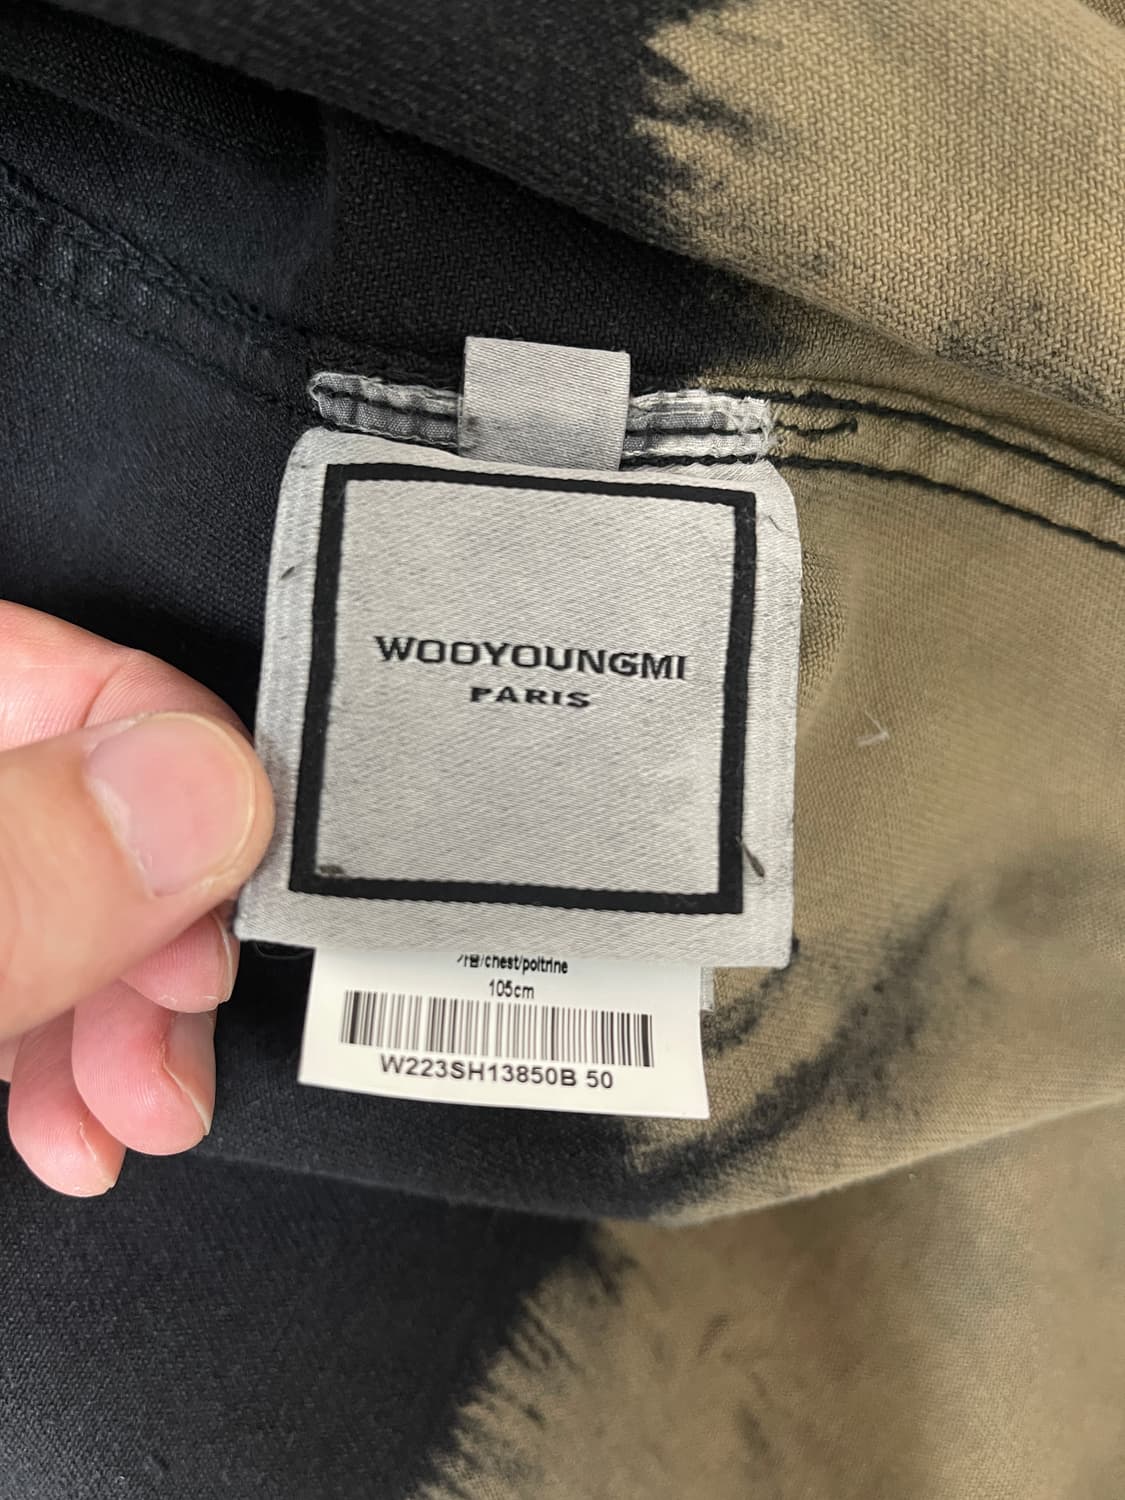 WOOYOUNGMI
PARIS
가슴/chest/poitrine
105cm
W223SH13850B 50